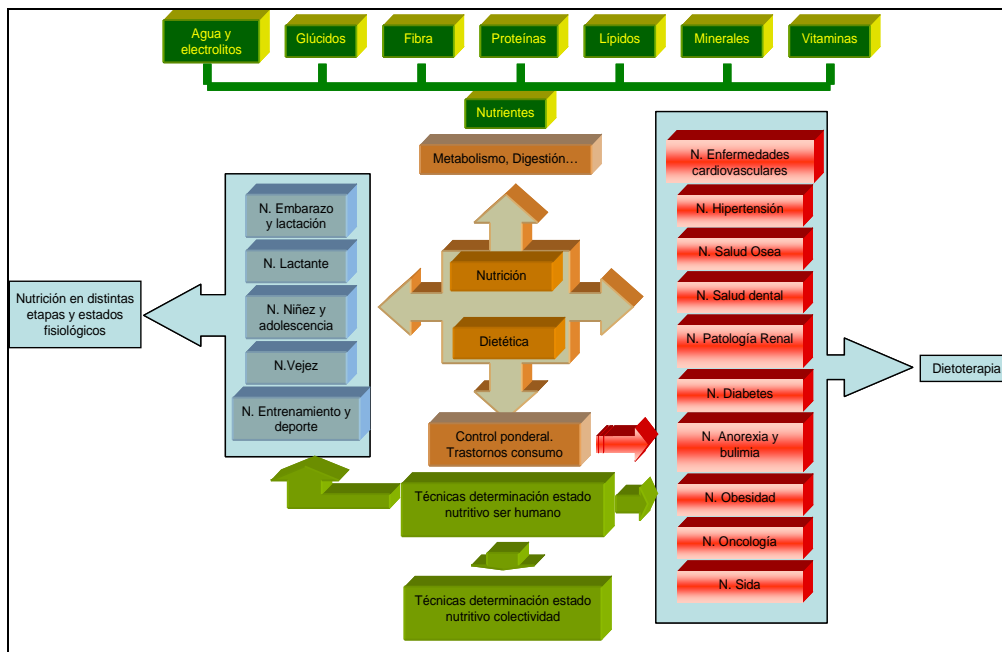 Agua y
electrolitos
Glúcidos
Fibra
Proteínas
Lípidos
Minerales
Vitaminas
Nutrientes
Metabolismo, Digestión…
N. Embarazo
y lactación
N. Lactante
N. Niñez y
adolescencia
N.Vejez
N. Entrenamiento y
deporte
Nutrición en distintas
etapas y estados
fisiológicos
Nutrición
Dietética
Control ponderal.
Trastornos consumo
Técnicas determinación estado
nutritivo ser humano
Técnicas determinación estado
nutritivo colectividad
N. Enfermedades
cardiovasculares
N. Hipertensión
N. Salud Osea
N. Salud dental
N. Patología Renal
N. Diabetes
N. Anorexia y
bulimia
N. Obesidad
N. Oncología
N. Sida
Dietoterapia